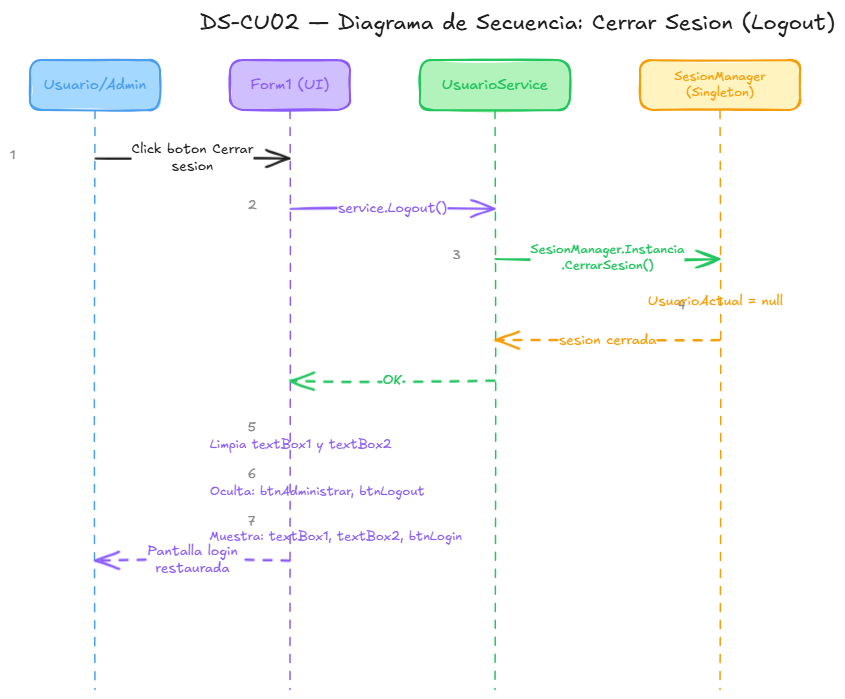 DS-CU02 — Diagrama de Secuencia: Cerrar Sesion (Logout)
Usuario/Admin
Form1 (UI)
UsuarioService
SesionManager
(Singleton)
1
Click boton Cerrar
sesion
2
service.Logout()
3
SesionManager.Instancia
.CerrarSesion()
4
UsuarioActual = null
sesion cerrada
OK
5
Limpia textBox1 y textBox2
6
Oculta: btnAdministrar, btnLogout
7
Muestra: textBox1, textBox2, btnLogin
Pantalla login
restaurada